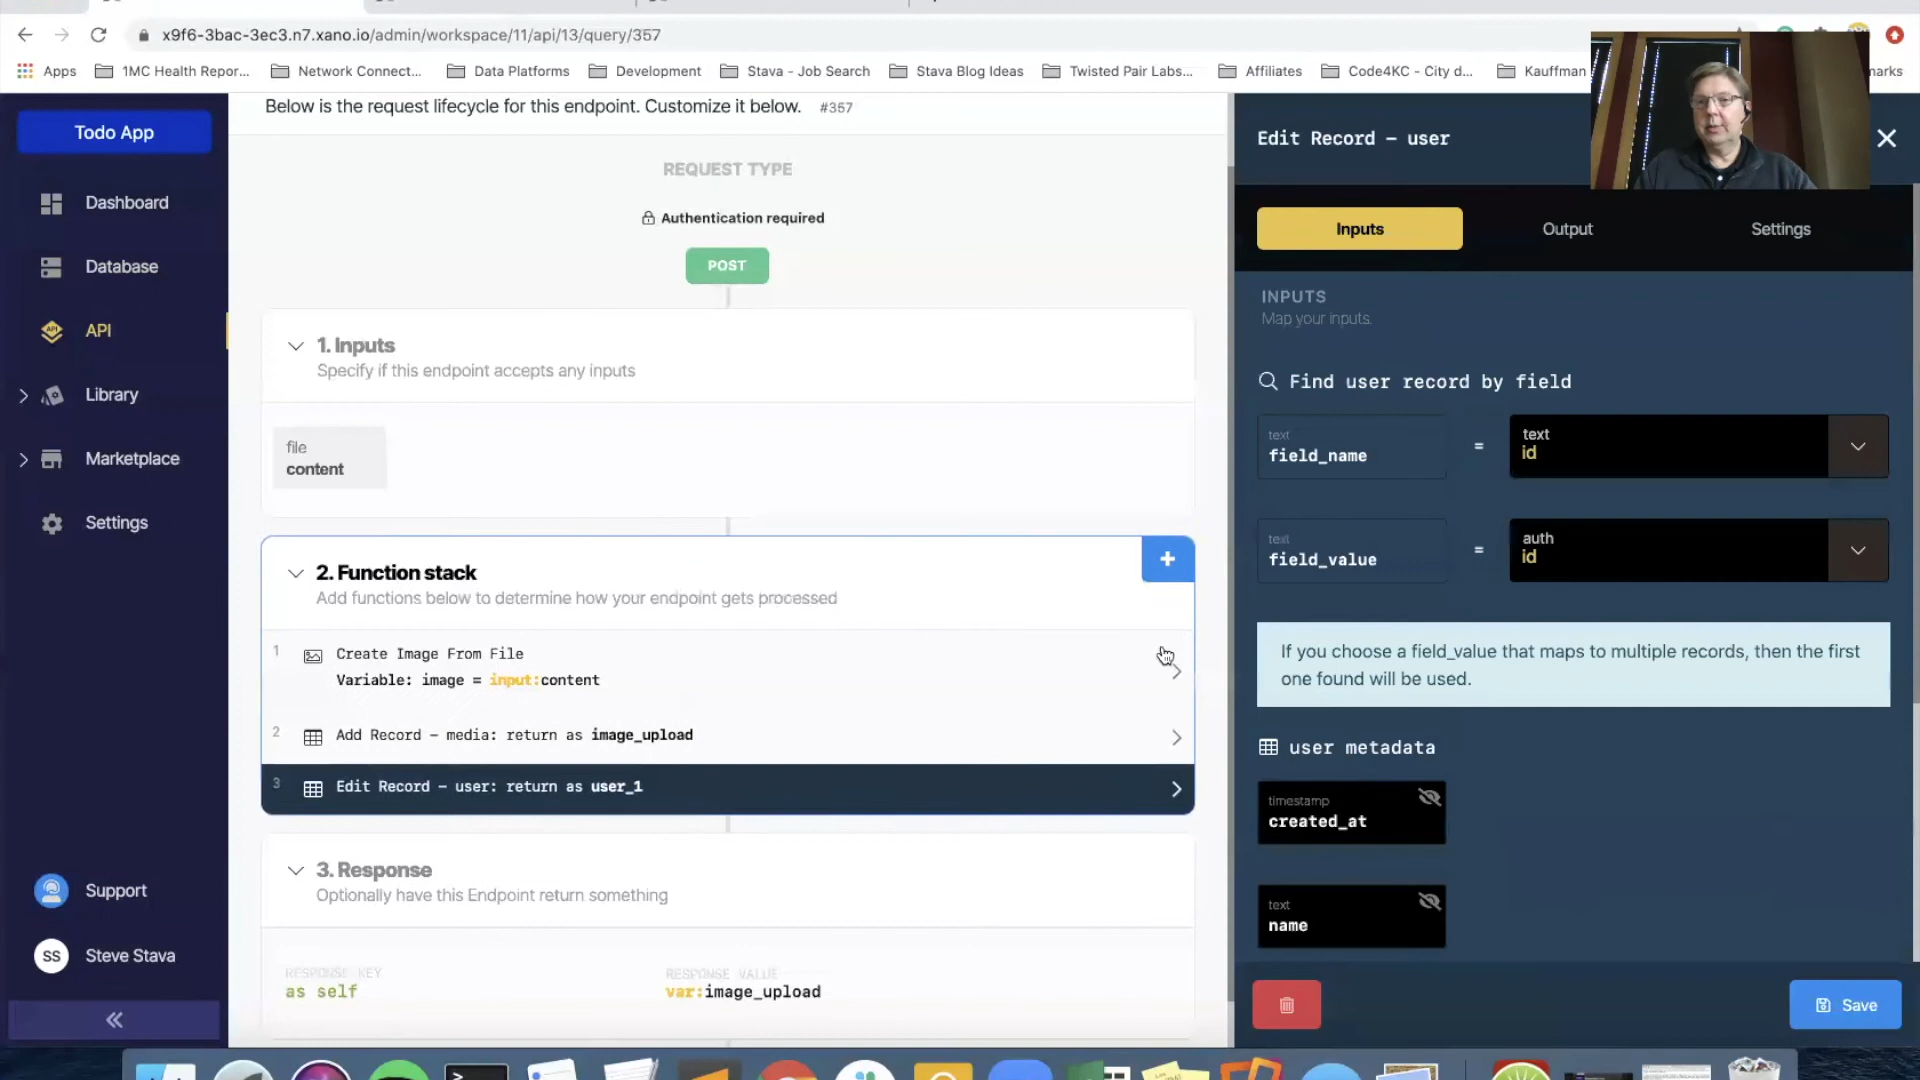 x9f6-3bac-3ec3.n7.xano.io/admin/workspace/11/api/13/query/357
Apps
1MC Health Repor...
Network Connect...
Data Platforms
Development
Stava - Job Search
Stava Blog Ideas
Twisted Pair Labs...
Affiliates
Code4KC - City d...
Kauffman
marks
Todo App
Dashboard
Database
API
Library
Marketplace
Settings
Support
SS
Steve Stava
Below is the request lifecycle for this endpoint. Customize it below. #357
REQUEST TYPE
Authentication required
POST
1. Inputs
Specify if this endpoint accepts any inputs
file
content
2. Function stack
Add functions below to determine how your endpoint gets processed
1 Create Image From File
Variable: image = input:content
2 Add Record – media: return as image_upload
3 Edit Record – user: return as user_1
3. Response
Optionally have this Endpoint return something
RESPONSE KEY
as self
RESPONSE VALUE
var:image_upload
Edit Record – user
Inputs
Output
Settings
INPUTS
Map your inputs.
Find user record by field
text
field_name
=
text
id
text
field_value
=
auth
id
If you choose a field_value that maps to multiple records, then the first
one found will be used.
user metadata
timestamp
created_at
text
name
Save